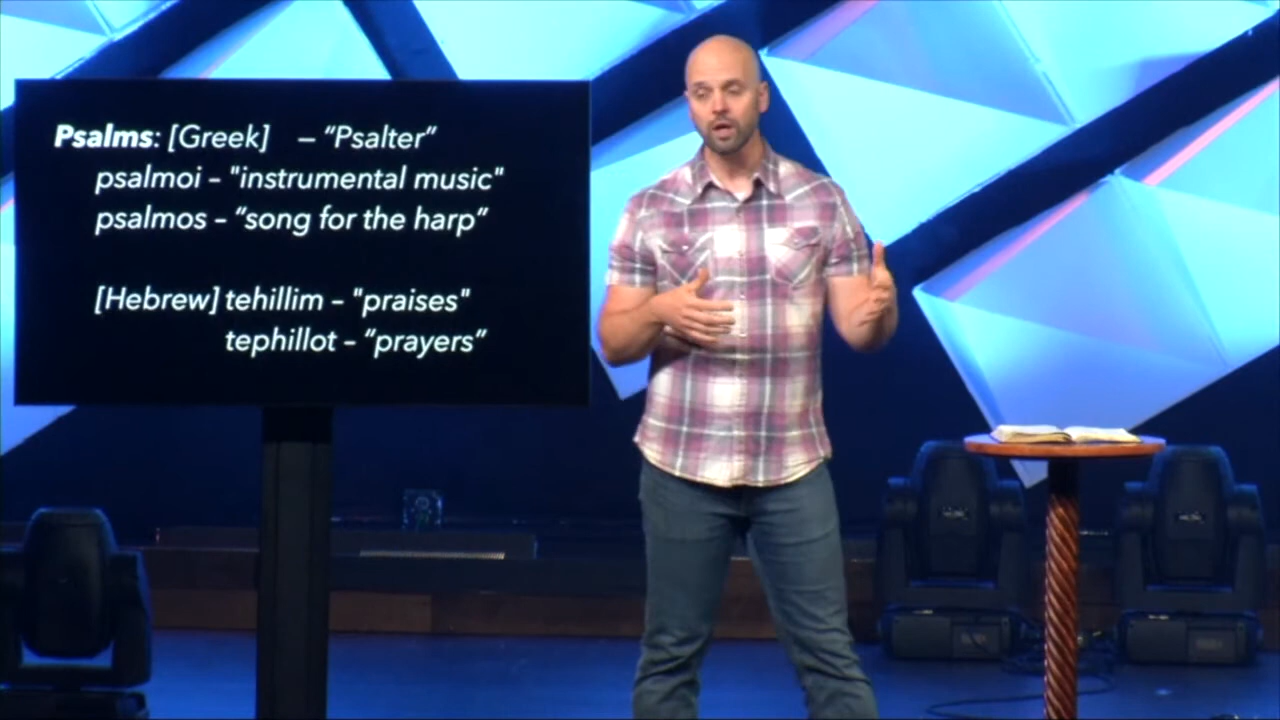 Psalms: [Greek] – “Psalter”
psalmoi – "instrumental music"
psalmos – “song for the harp”
[Hebrew] tehillim – "praises"
tephillot – “prayers”